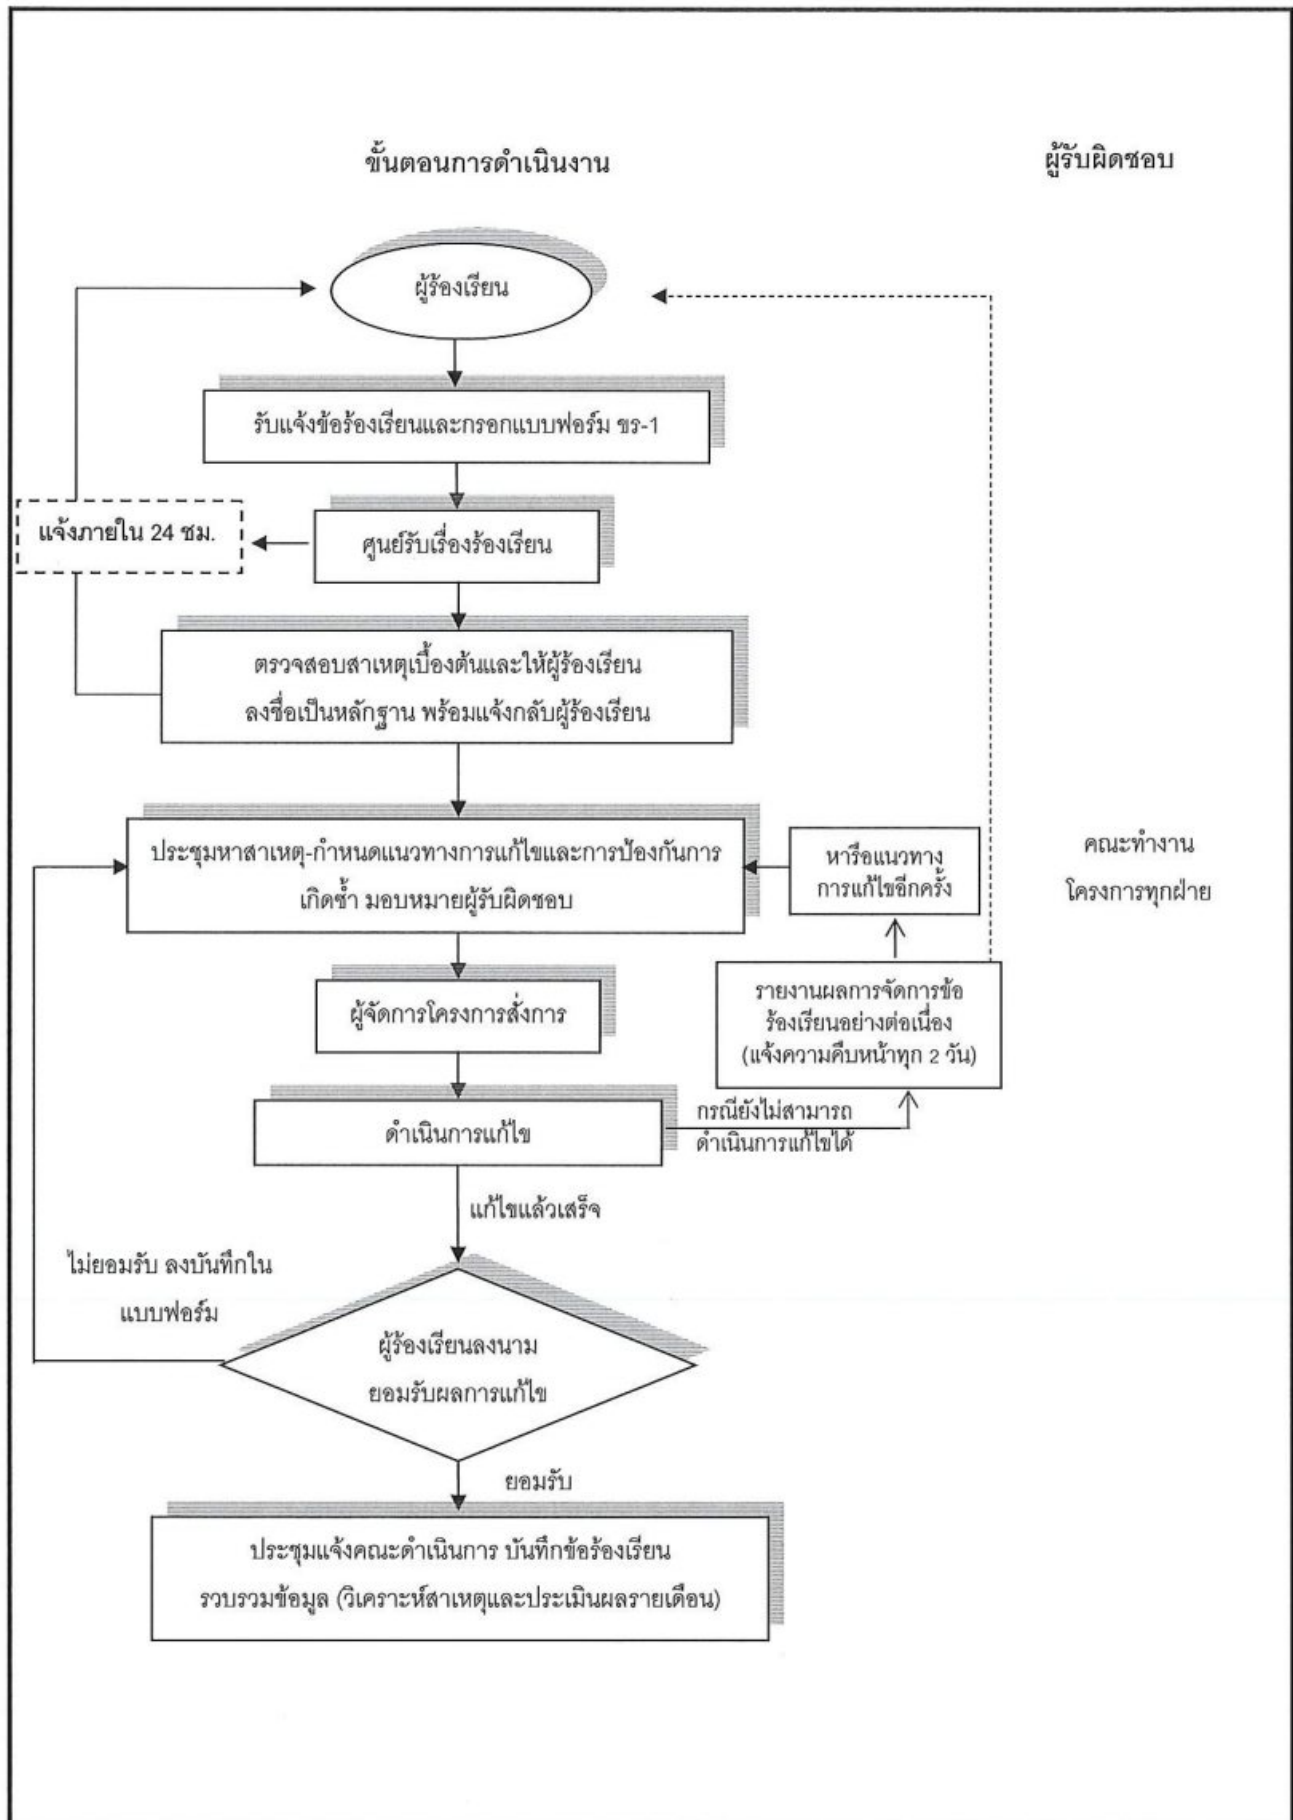 ขั้นตอนการดำเนินงาน
ผู้รับผิดชอบ
ผู้ร้องเรียน
รับแจ้งข้อร้องเรียนและกรอกแบบฟอร์ม ขร-1
แจ้งภายใน 24 ชม.
ศูนย์รับเรื่องร้องเรียน
ตรวจสอบสาเหตุเบื้องต้นและให้ผู้ร้องเรียน
ลงชื่อเป็นหลักฐาน พร้อมแจ้งกลับผู้ร้องเรียน
ประชุมหาสาเหตุ-กำหนดแนวทางการแก้ไขและการป้องกันการ
เกิดซ้ำ มอบหมายผู้รับผิดชอบ
หารือแนวทาง
การแก้ไขอีกครั้ง
คณะทำงาน
โครงการทุกฝ่าย
ผู้จัดการโครงการสั่งการ
รายงานผลการจัดการข้อ
ร้องเรียนอย่างต่อเนื่อง
(แจ้งความคืบหน้าทุก 2 วัน)
ดำเนินการแก้ไข
กรณียังไม่สามารถ
ดำเนินการแก้ไขได้
แก้ไขแล้วเสร็จ
ไม่ยอมรับ ลงบันทึกใน
แบบฟอร์ม
ผู้ร้องเรียนลงนาม
ยอมรับผลการแก้ไข
ยอมรับ
ประชุมแจ้งคณะดำเนินการ บันทึกข้อร้องเรียน
รวบรวมข้อมูล (วิเคราะห์สาเหตุและประเมินผลรายเดือน)